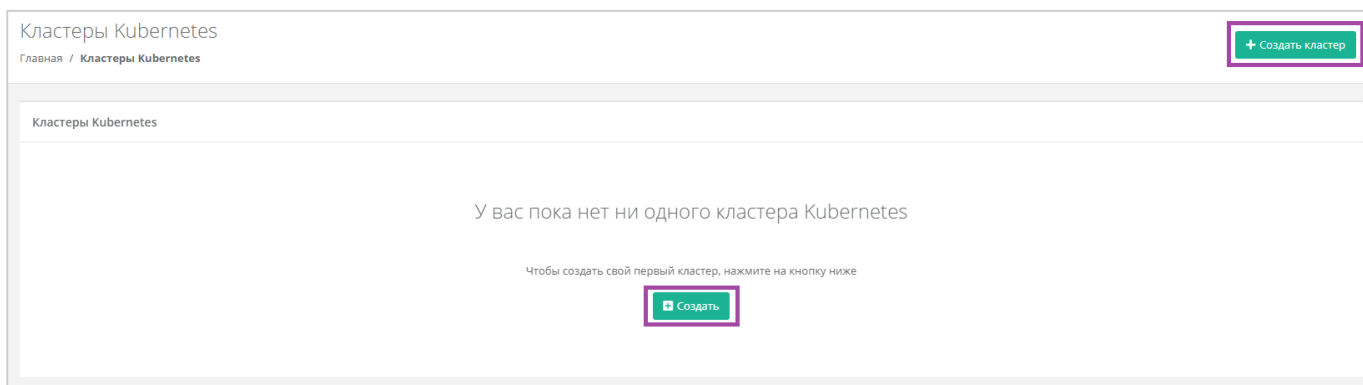 Кластеры Kubernetes
Главная / Кластеры Kubernetes
+ Создать кластер
Кластеры Kubernetes
У вас пока нет ни одного кластера Kubernetes
Чтобы создать свой первый кластер, нажмите на кнопку ниже
Создать